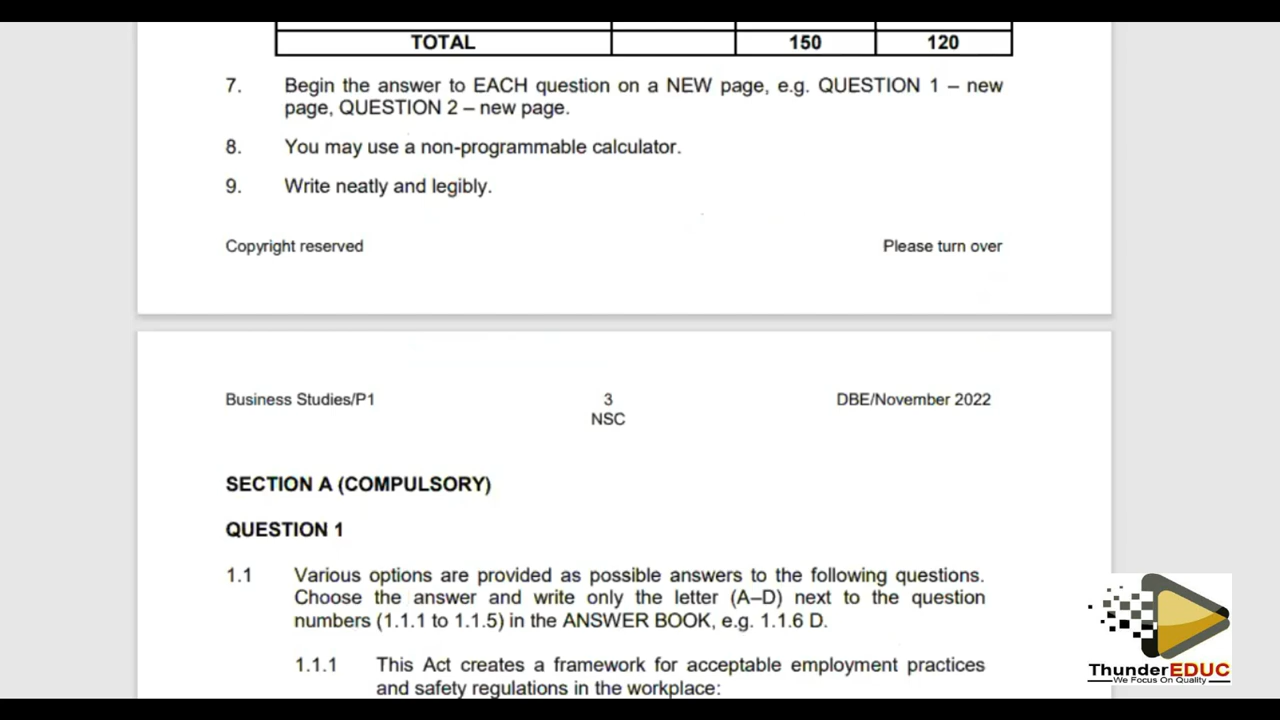 TOTAL 150 120
7. Begin the answer to EACH question on a NEW page, e.g. QUESTION 1 – new
page, QUESTION 2 – new page.
8. You may use a non-programmable calculator.
9. Write neatly and legibly.
Copyright reserved Please turn over
Business Studies/P1 3 DBE/November 2022
NSC
SECTION A (COMPULSORY)
QUESTION 1
1.1 Various options are provided as possible answers to the following questions.
Choose the answer and write only the letter (A–D) next to the question
numbers (1.1.1 to 1.1.5) in the ANSWER BOOK, e.g. 1.1.6 D.
1.1.1 This Act creates a framework for acceptable employment practices
and safety regulations in the workplace:
ThunderEDUC
We Focus On Quality